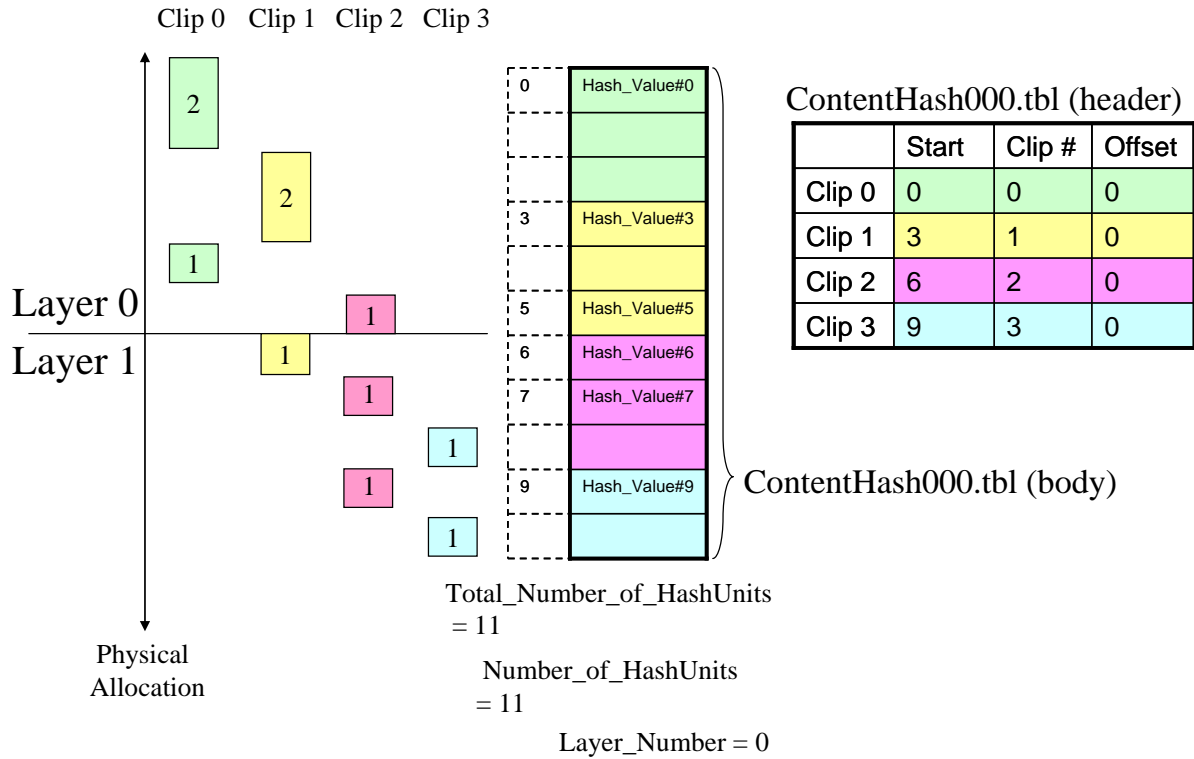 Clip 0 Clip 1 Clip 2 Clip 3
2
2
1
Layer 0
1
Layer 1
1
1
1
1
1
Physical
Allocation
0 Hash_Value#0
3 Hash_Value#3
5 Hash_Value#5
6 Hash_Value#6
7 Hash_Value#7
9 Hash_Value#9
ContentHash000.tbl (body)
Total_Number_of_HashUnits
= 11
Number_of_HashUnits
= 11
Layer_Number = 0
ContentHash000.tbl (header)
Start Clip # Offset
Clip 0 0 0 0
Clip 1 3 1 0
Clip 2 6 2 0
Clip 3 9 3 0